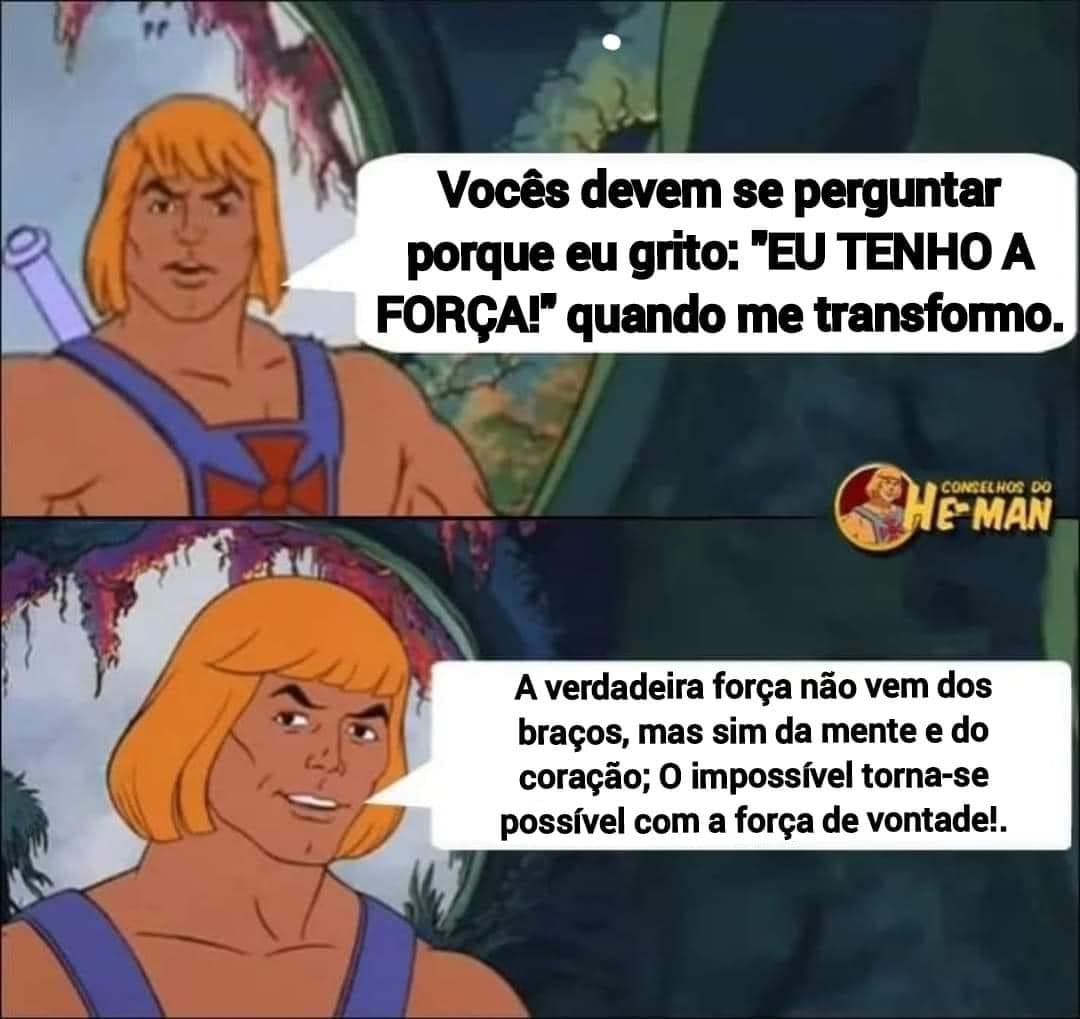 Vocês devem se perguntar
porque eu grito: "EU TENHO A
FORÇA!" quando me transformo.
CONSELHOS DO
HE-MAN
A verdadeira força não vem dos
braços, mas sim da mente e do
coração; O impossível torna-se
possível com a força de vontade!.